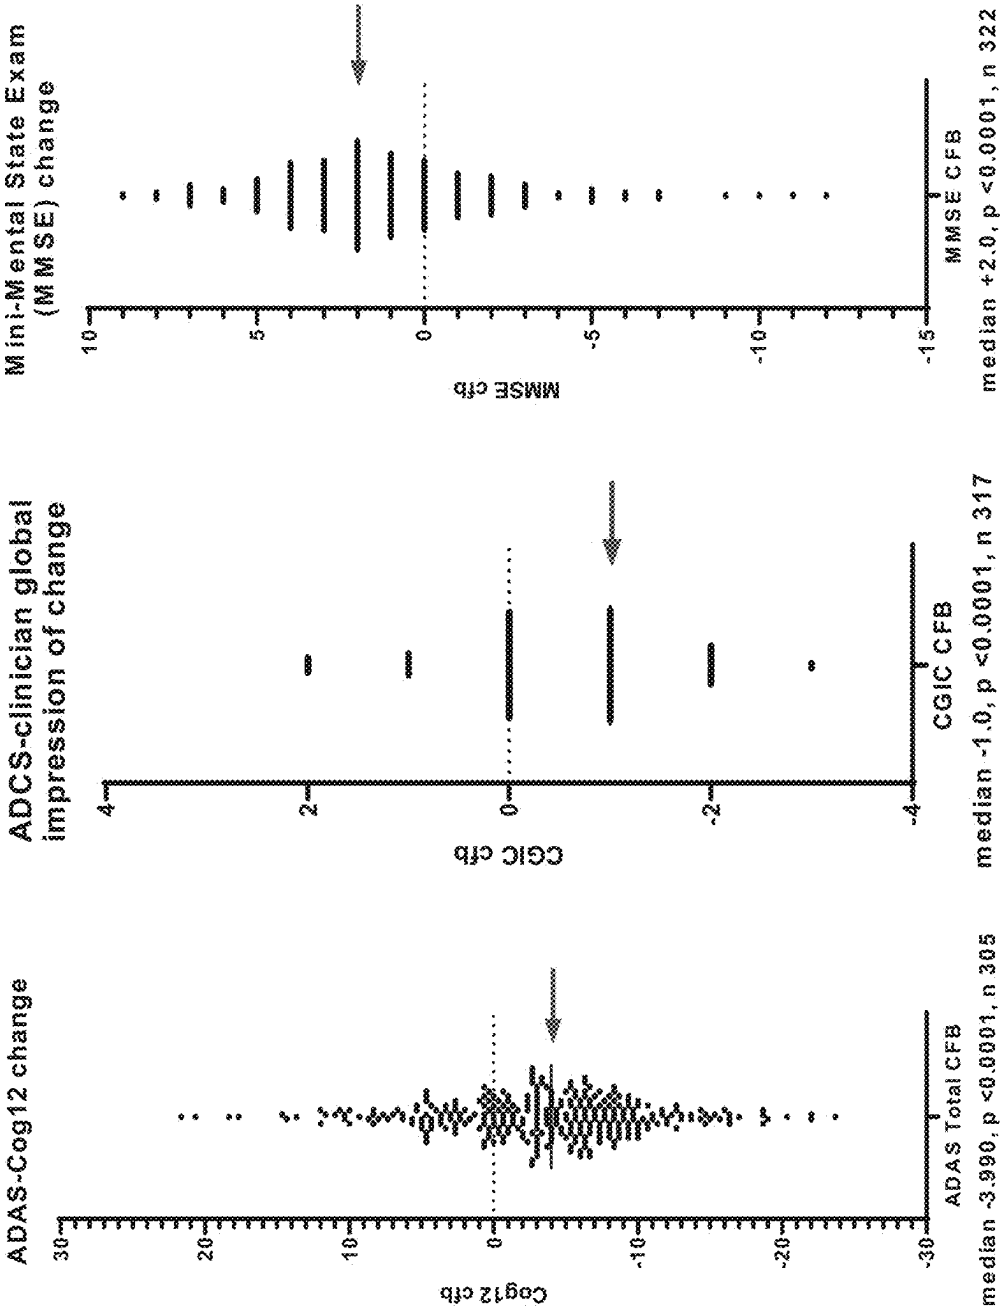 ADAS-Cog12 change
30
20
10
0
-10
-20
-30
Cog12 cfb
ADAS Total CFB
median -3.990, p <0.0001, n 305
ADCS-clinician global
impression of change
4
2
0
-2
-4
CGIC cfb
CGIC CFB
median -1.0, p <0.0001, n 317
Mini-Mental State Exam
(MMSE) change
10
5
0
-5
-10
-15
MMSE cfb
MMSE CFB
median +2.0, p <0.0001, n 322